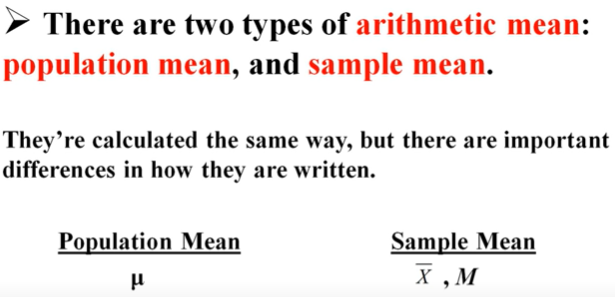 ➢ There are two types of arithmetic mean:
population mean, and sample mean.
They’re calculated the same way, but there are important
differences in how they are written.
Population Mean Sample Mean
μ X̅ , M